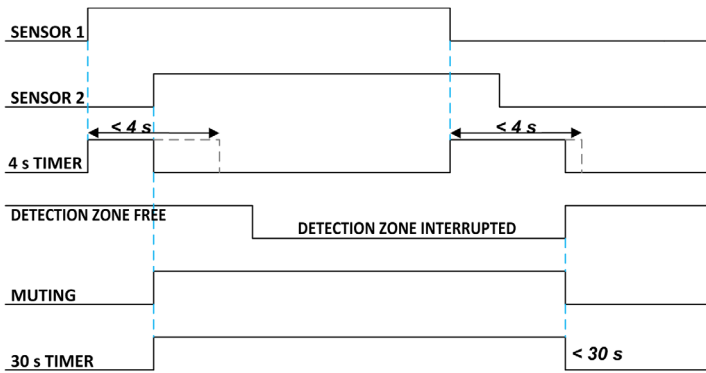 SENSOR 1
SENSOR 2
< 4 s
< 4 s
4 s TIMER
DETECTION ZONE FREE
DETECTION ZONE INTERRUPTED
MUTING
30 s TIMER
< 30 s